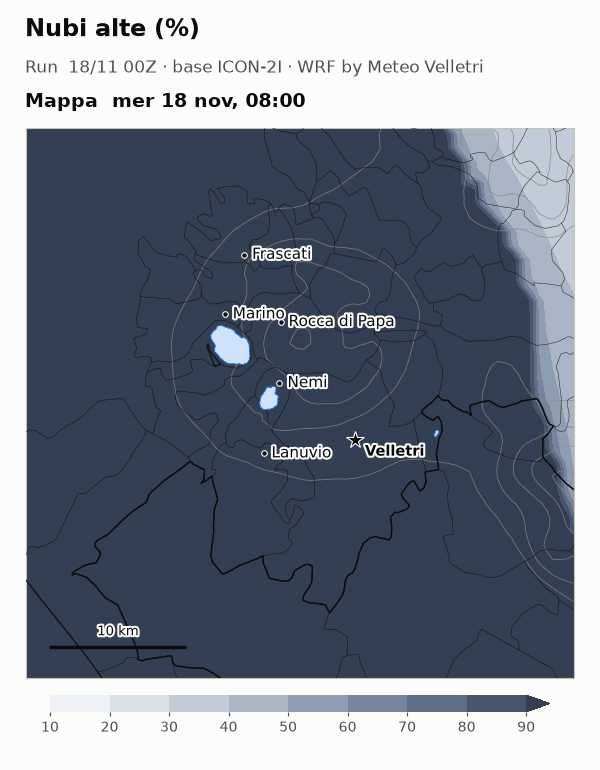 Nubi alte (%)
Run  18/11 00Z · base ICON-2I · WRF by Meteo Velletri
Mappa  mer 18 nov, 08:00
Frascati
Marino
Rocca di Papa
Nemi
Velletri
Lanuvio
10 km
10 20 30 40 50 60 70 80 90